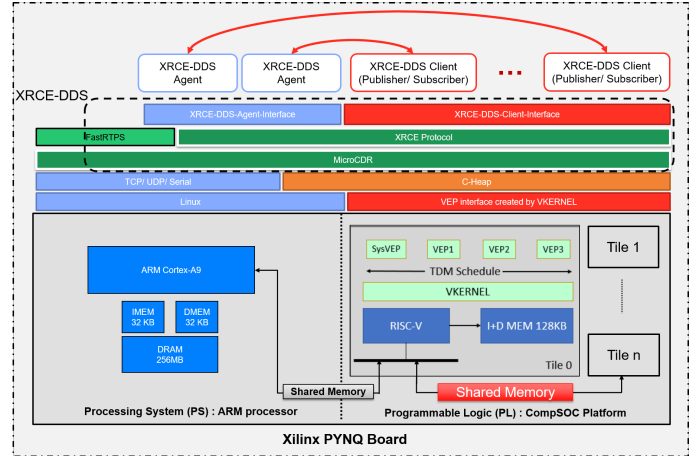 XRCE-DDS
Agent
XRCE-DDS
Agent
XRCE-DDS Client
(Publisher/ Subscriber)
...
XRCE-DDS Client
(Publisher/ Subscriber)
XRCE-DDS
XRCE-DDS-Agent-Interface
XRCE-DDS-Client-Interface
FastRTPS
XRCE Protocol
MicroCDR
TCP/ UDP/ Serial
C-Heap
Linux
VEP interface created by VKERNEL
SysVEP
VEP1
VEP2
VEP3
Tile 1
TDM Schedule
ARM Cortex-A9
VKERNEL
IMEM
32 KB
DMEM
32 KB
RISC-V
I+D MEM 128KB
DRAM
256MB
Tile 0
Tile n
Shared Memory
Shared Memory
Processing System (PS) : ARM processor
Programmable Logic (PL) : CompSOC Platform
Xilinx PYNQ Board